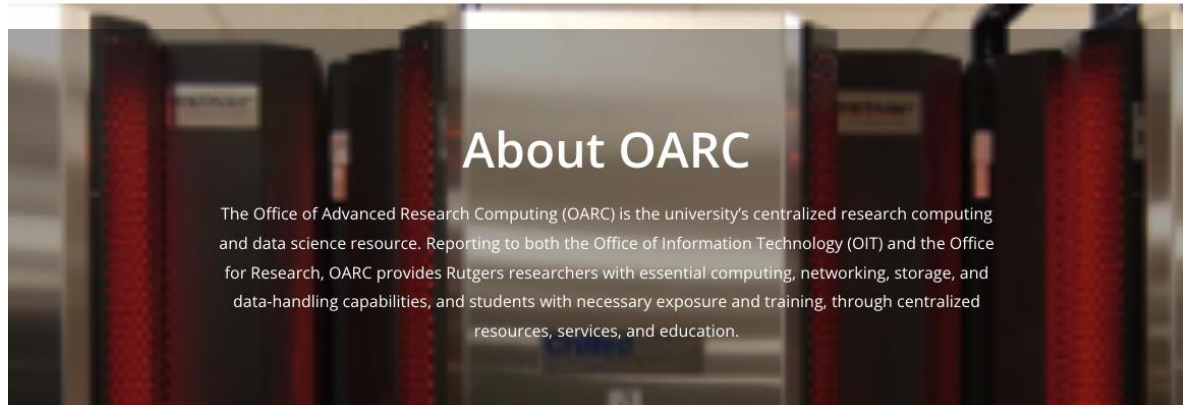 About OARC
The Office of Advanced Research Computing (OARC) is the university's centralized research computing
and data science resource. Reporting to both the Office of Information Technology (OIT) and the Office
for Research, OARC provides Rutgers researchers with essential computing, networking, storage, and
data-handling capabilities, and students with necessary exposure and training, through centralized
resources, services, and education.